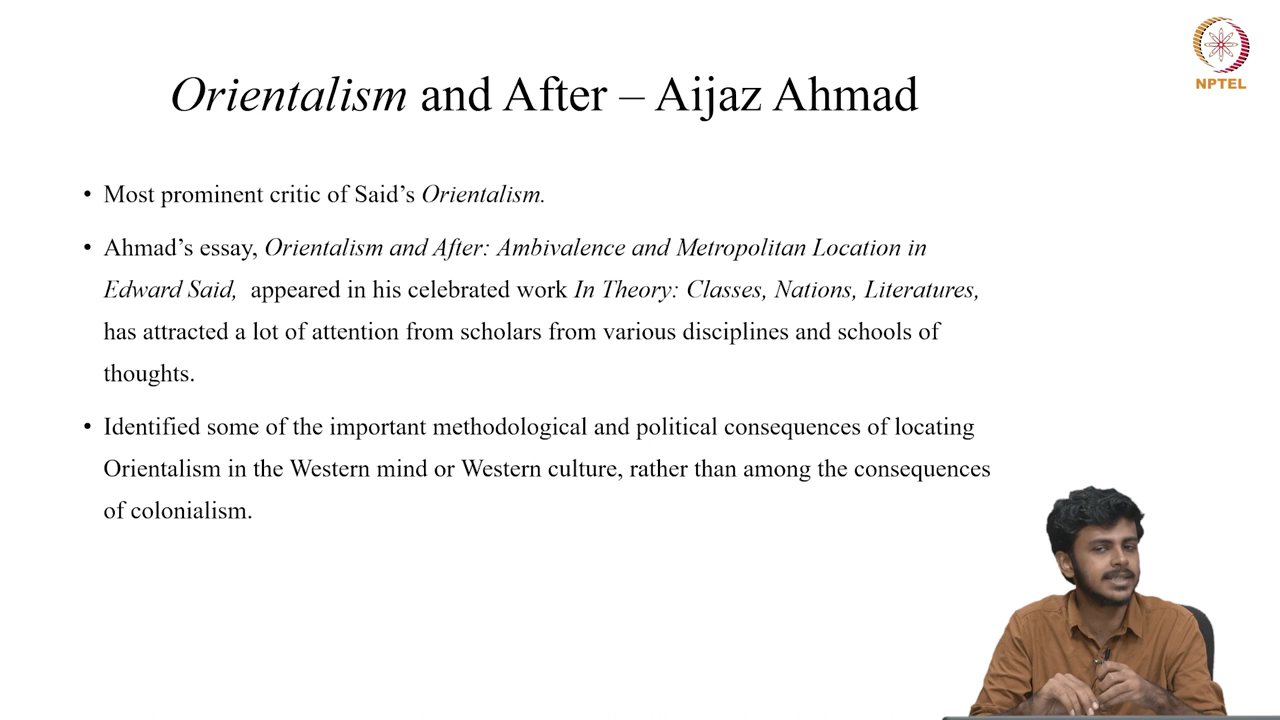 NPTEL
Orientalism and After – Aijaz Ahmad
• Most prominent critic of Said’s Orientalism.
• Ahmad’s essay, Orientalism and After: Ambivalence and Metropolitan Location in
Edward Said, appeared in his celebrated work In Theory: Classes, Nations, Literatures,
has attracted a lot of attention from scholars from various disciplines and schools of
thoughts.
• Identified some of the important methodological and political consequences of locating
Orientalism in the Western mind or Western culture, rather than among the consequences
of colonialism.